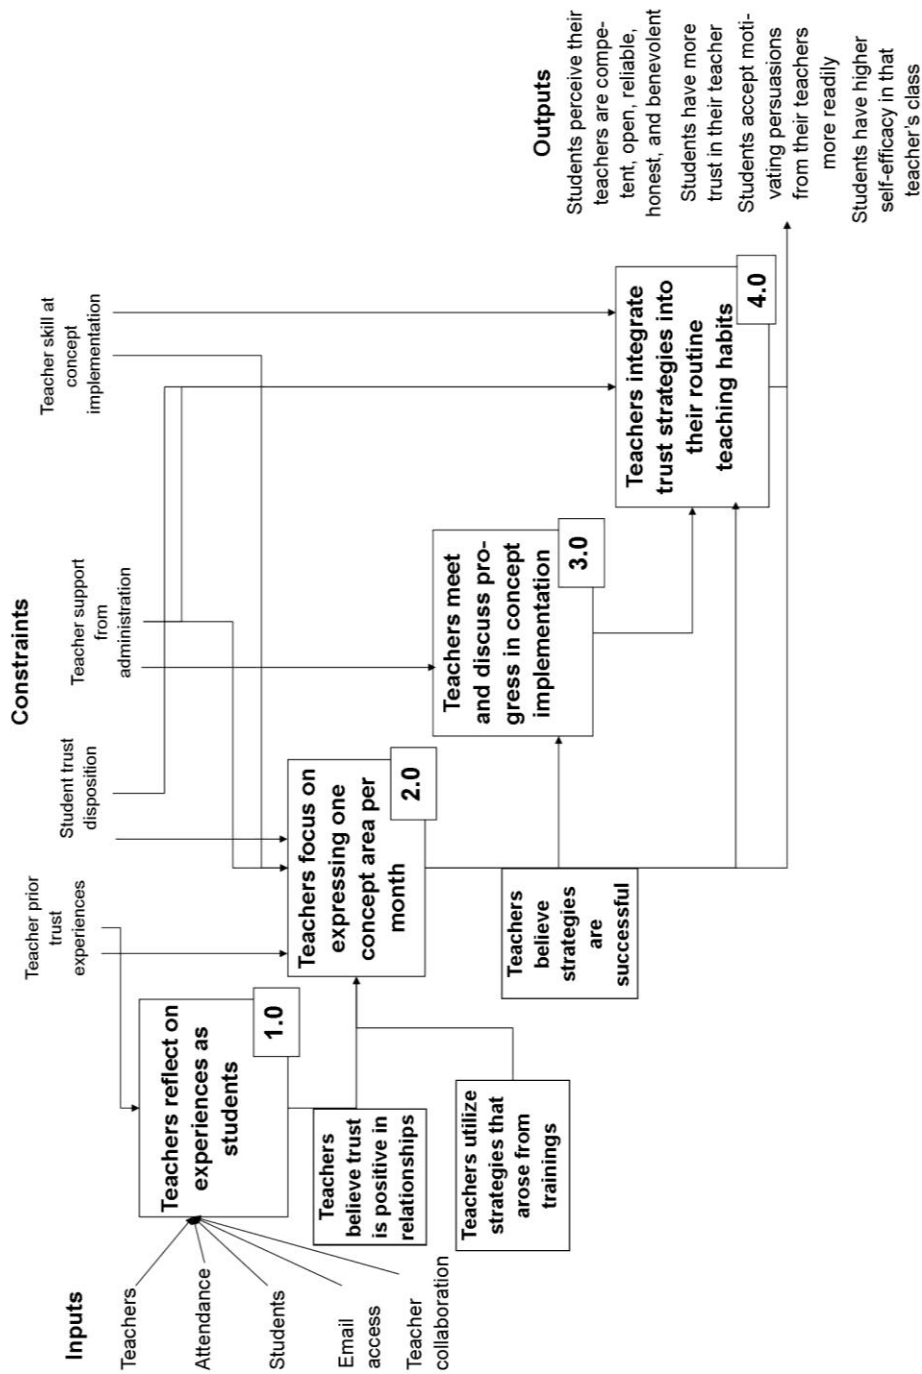 Inputs
Teachers
Attendance
Students
Email
access
Teacher
collaboration
Constraints
Teacher prior
trust
experiences
Student trust
disposition
Teacher support
from
administration
Teacher skill at
concept
implementation
Teachers reflect on
experiences as
students
1.0
Teachers
believe trust
is positive in
relationships
Teachers utilize
strategies that
arose from
trainings
Teachers focus on
expressing one
concept area per
month
2.0
Teachers
believe
strategies
are
successful
Teachers meet
and discuss pro-
gress in concept
implementation
3.0
Teachers integrate
trust strategies into
their routine
teaching habits
4.0
Outputs
Students perceive their
teachers are compe-
tent, open, reliable,
honest, and benevolent
Students have more
trust in their teacher
Students accept moti-
vating persuasions
from their teachers
more readily
Students have higher
self-efficacy in that
teacher's class